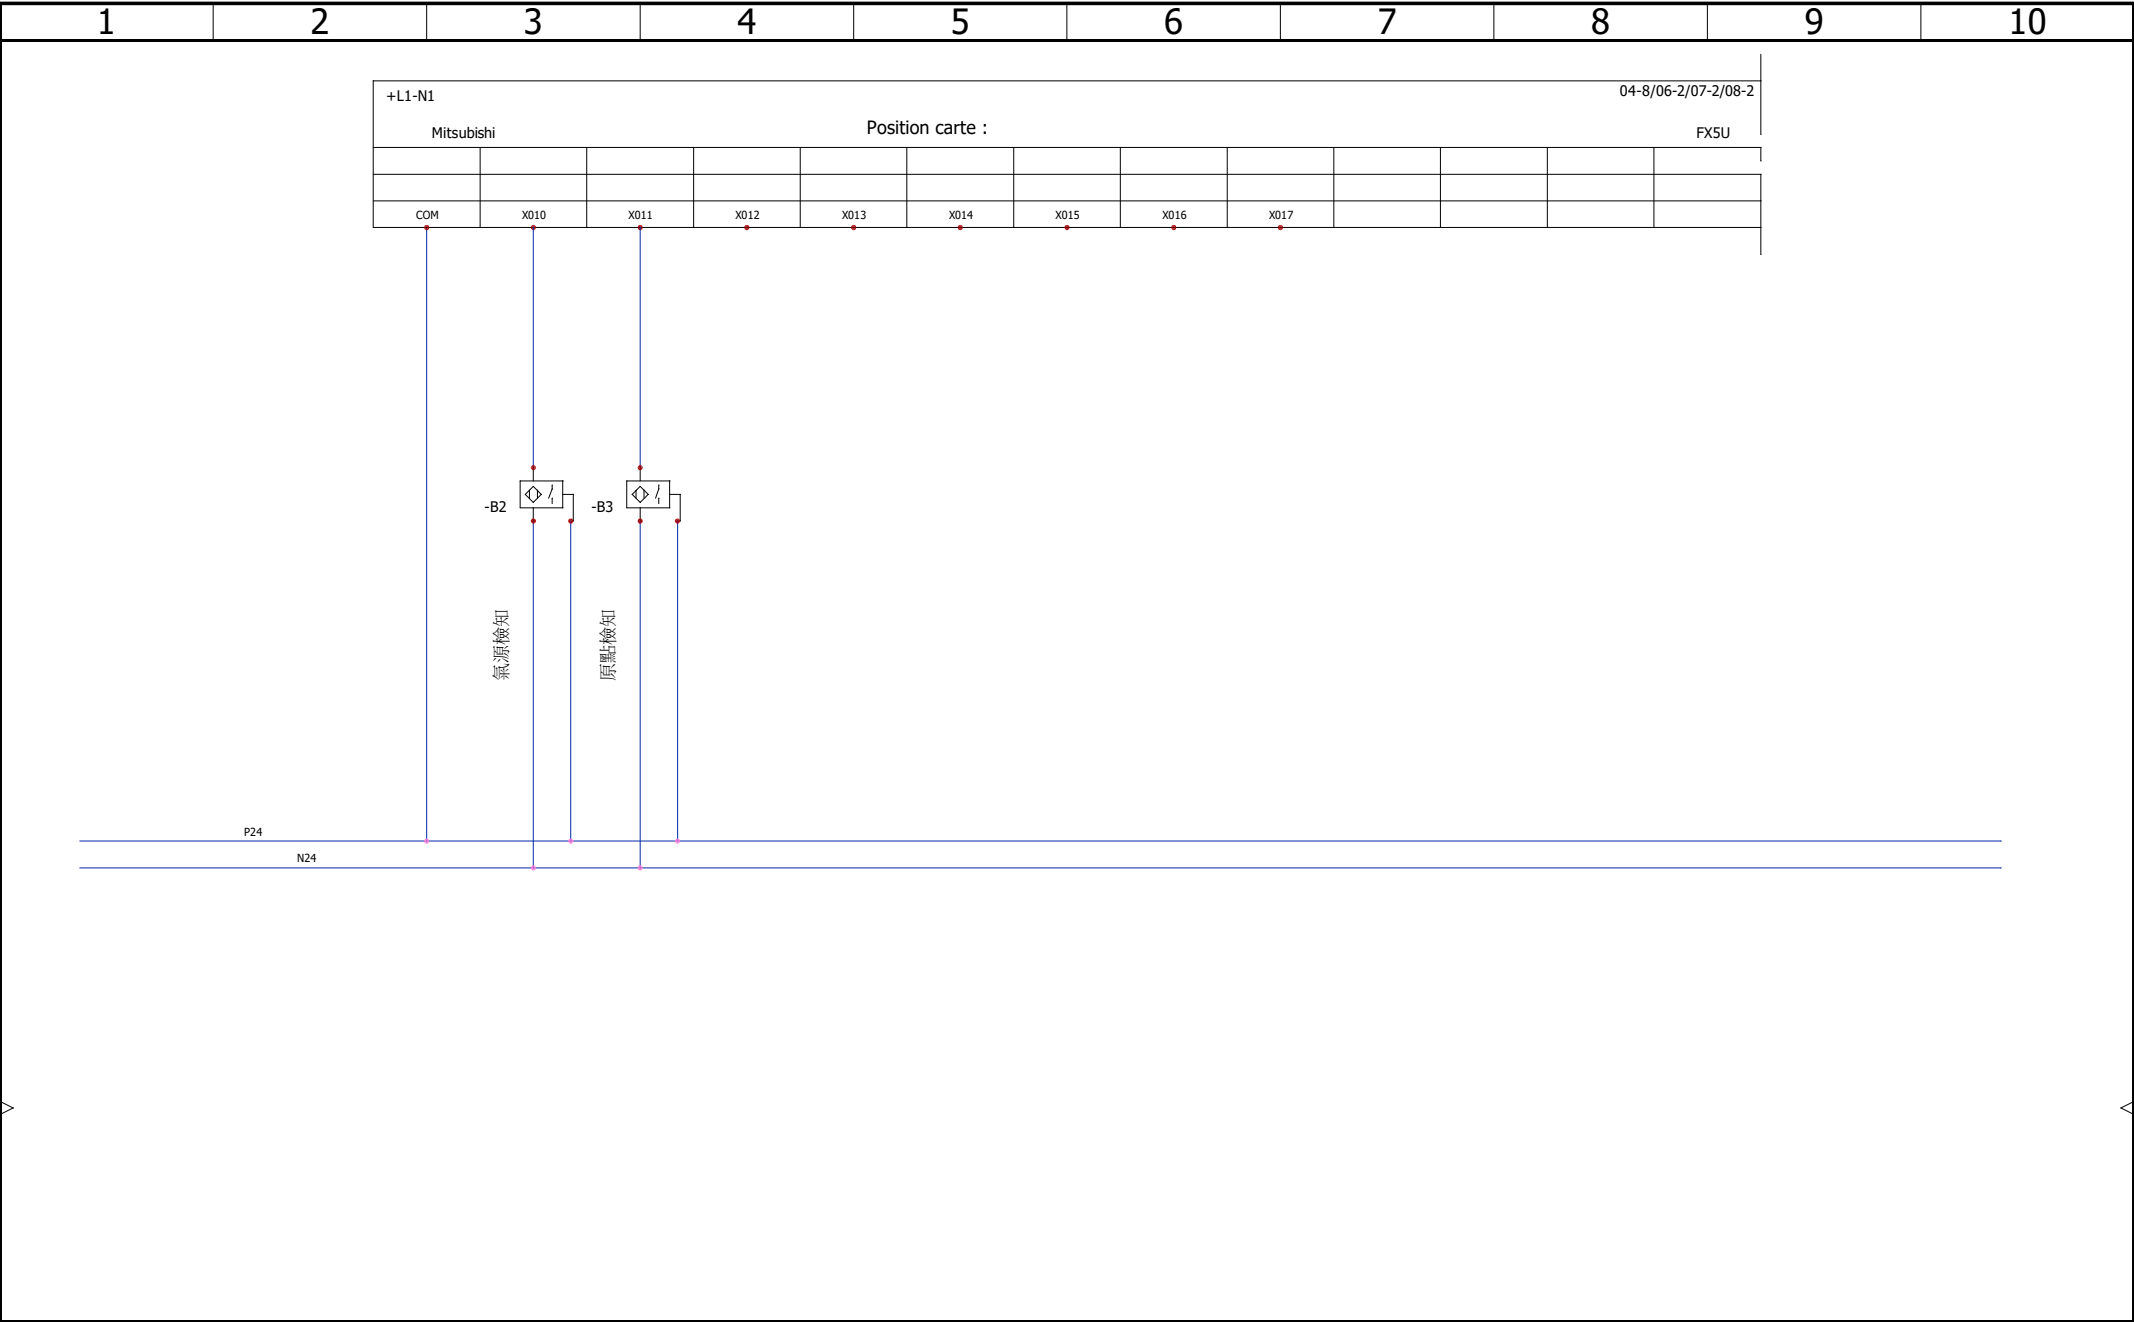 1 2 3 4 5 6 7 8 9 10
+L1-N1 04-8/06-2/07-2/08-2
Mitsubishi Position carte : FX5U
COM X010 X011 X012 X013 X014 X015 X016 X017
-B2 -B3
氣源檢知
原點檢知
P24
N24